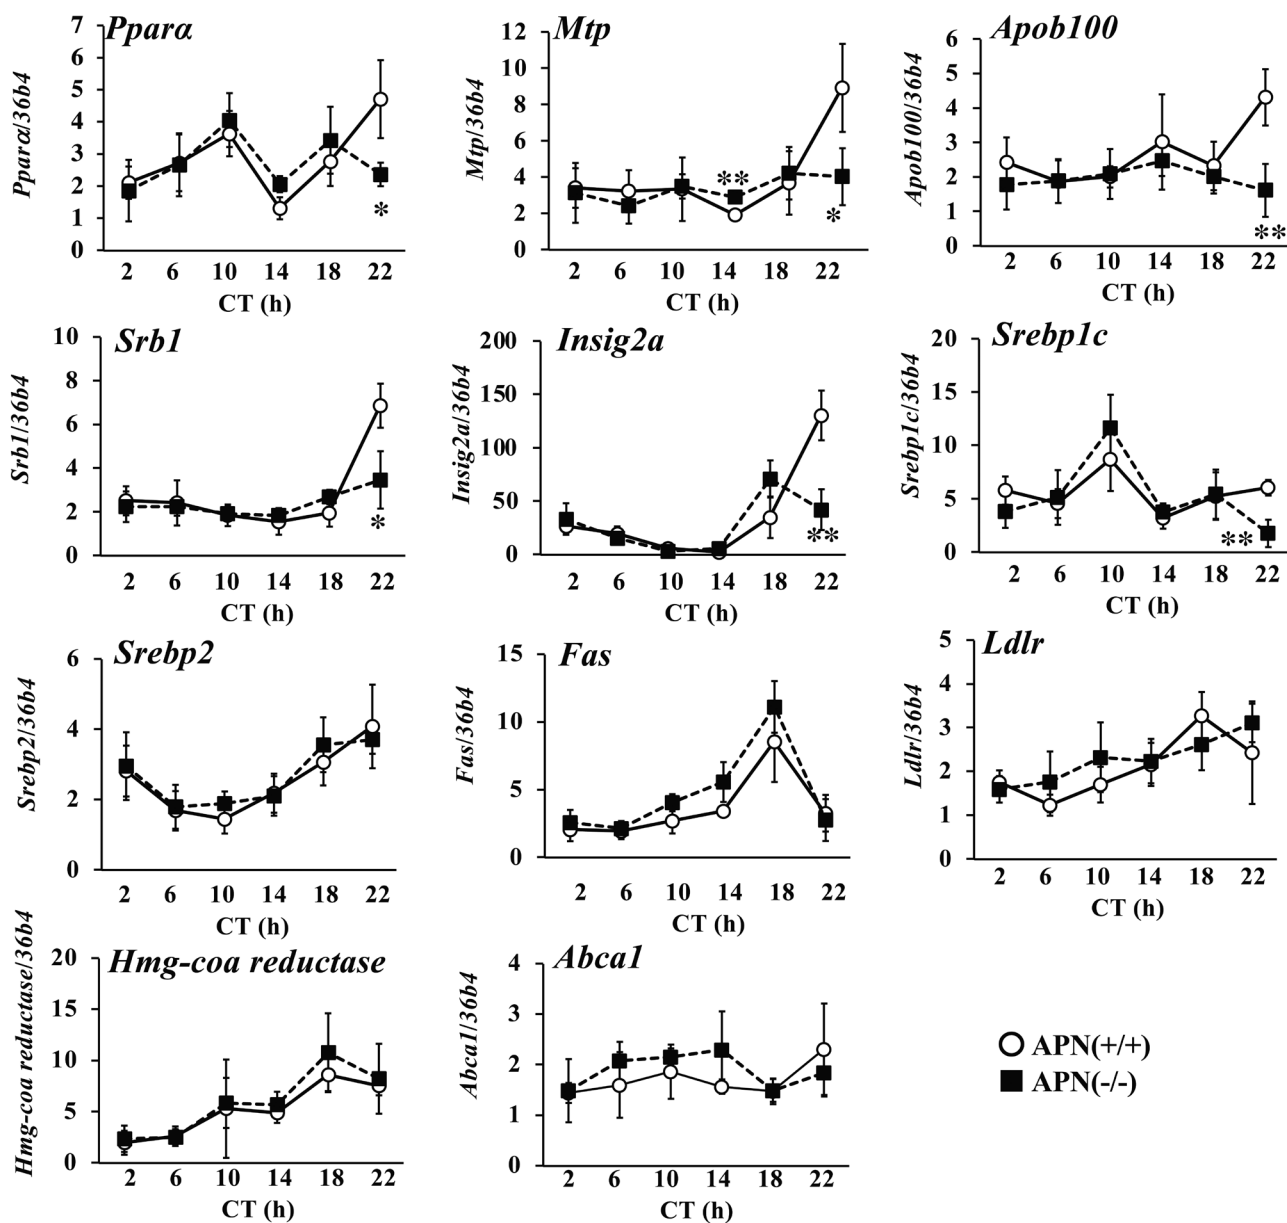 Pparα
Pparα/36b4
7
6
5
4
3
2
1
0
*
2 6 10 14 18 22
CT (h)
Mtp
Mtp/36b4
12
10
8
6
4
2
0
**
*
2 6 10 14 18 22
CT (h)
Apob100
Apob100/36b4
6
5
4
3
2
1
0
**
2 6 10 14 18 22
CT (h)
Srb1
Srb1/36b4
10
8
6
4
2
0
*
2 6 10 14 18 22
CT (h)
Insig2a
Insig2a/36b4
200
150
100
50
0
**
2 6 10 14 18 22
CT (h)
Srebp1c
Srebp1c/36b4
20
15
10
5
0
**
2 6 10 14 18 22
CT (h)
Srebp2
Srebp2/36b4
6
4
2
0
2 6 10 14 18 22
CT (h)
Fas
Fas/36b4
15
10
5
0
2 6 10 14 18 22
CT (h)
Ldlr
Ldlr/36b4
5
4
3
2
1
0
2 6 10 14 18 22
CT (h)
Hmg-coa reductase
Hmg-coa reductase/36b4
20
15
10
5
0
2 6 10 14 18 22
CT (h)
Abca1
Abca1/36b4
4
3
2
1
0
2 6 10 14 18 22
CT (h)
APN(+/+)
APN(-/-)